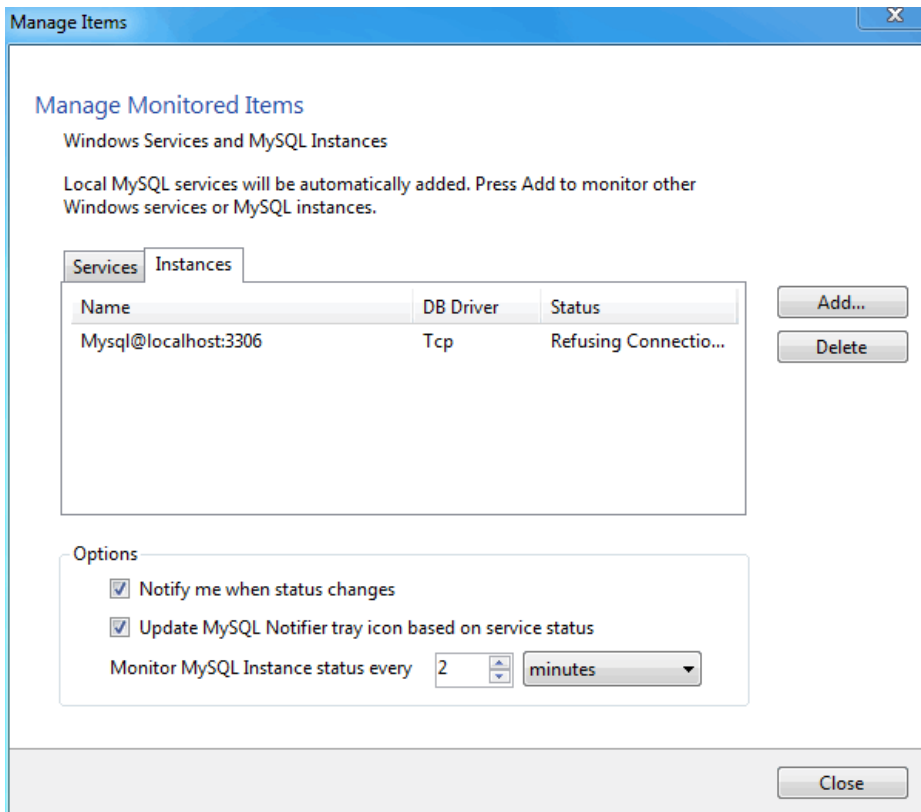 Manage Items
X
Manage Monitored Items
Windows Services and MySQL Instances
Local MySQL services will be automatically added. Press Add to monitor other
Windows services or MySQL instances.
Services Instances
Name DB Driver Status
Mysql@localhost:3306 Tcp Refusing Connectio...
Add...
Delete
Options
Notify me when status changes
Update MySQL Notifier tray icon based on service status
Monitor MySQL Instance status every 2 minutes
Close